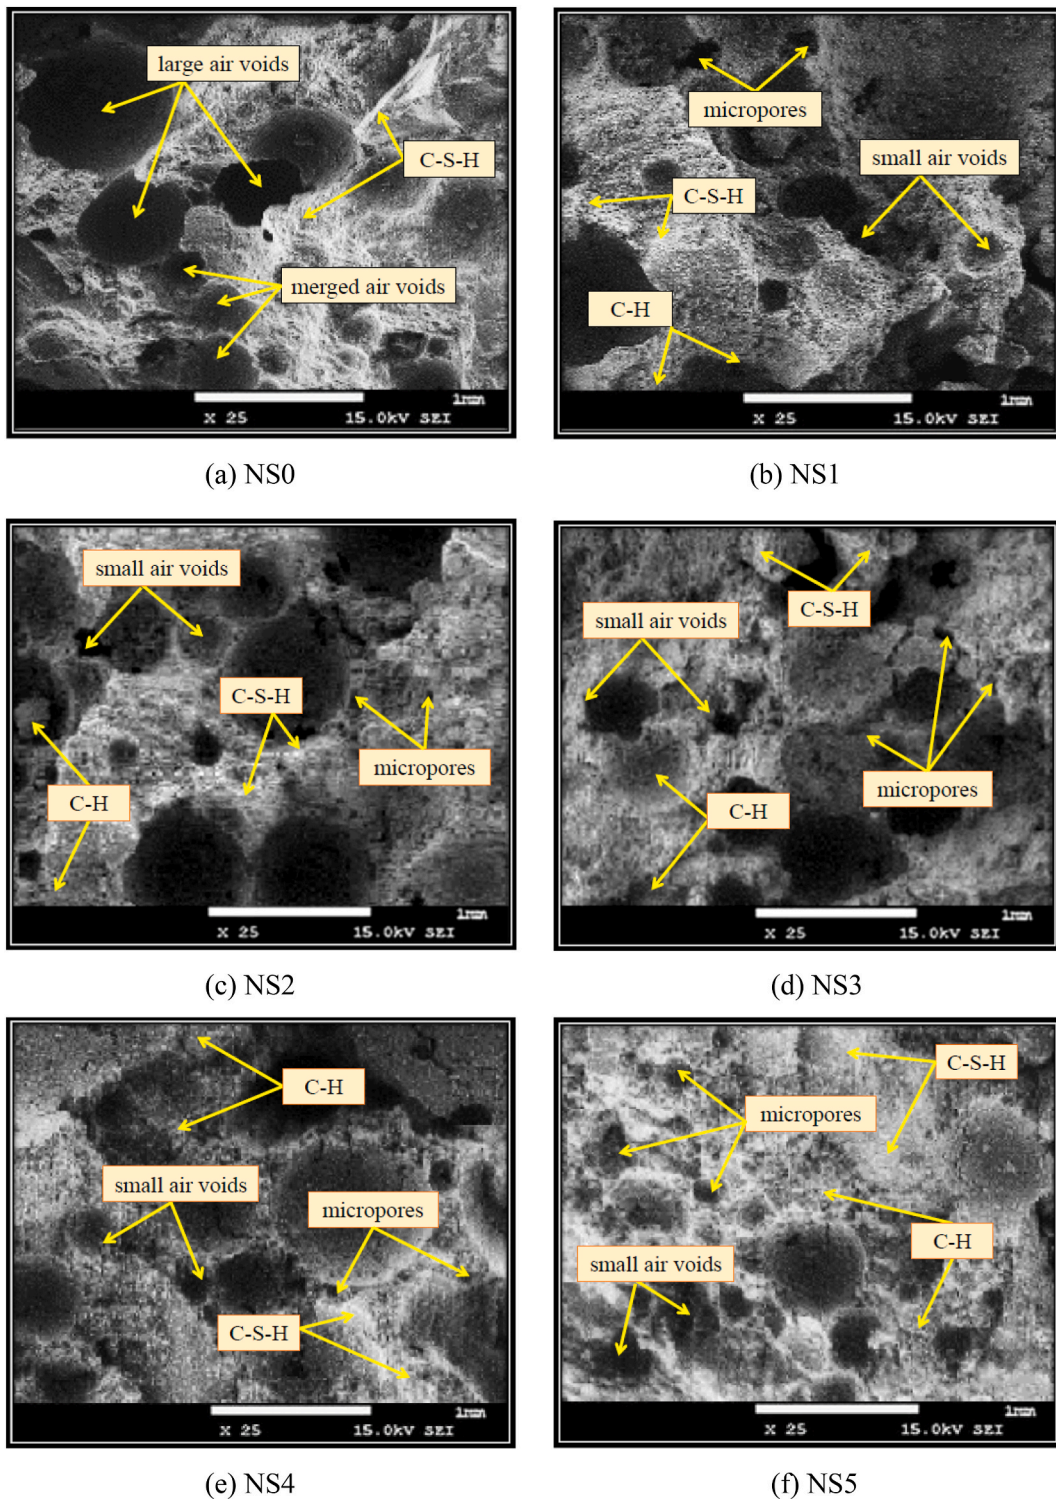 large air voids
C-S-H
merged air voids
1mm
X 25 15.0kV SEI
(a) NS0
micropores
small air voids
C-S-H
C-H
1mm
X 25 15.0kV SEI
(b) NS1
small air voids
C-S-H
micropores
C-H
1mm
X 25 15.0kV SEI
(c) NS2
C-S-H
small air voids
micropores
C-H
1mm
X 25 15.0kV SEI
(d) NS3
C-H
small air voids
micropores
C-S-H
1mm
X 25 15.0kV SEI
(e) NS4
C-S-H
micropores
C-H
small air voids
1mm
X 25 15.0kV SEI
(f) NS5